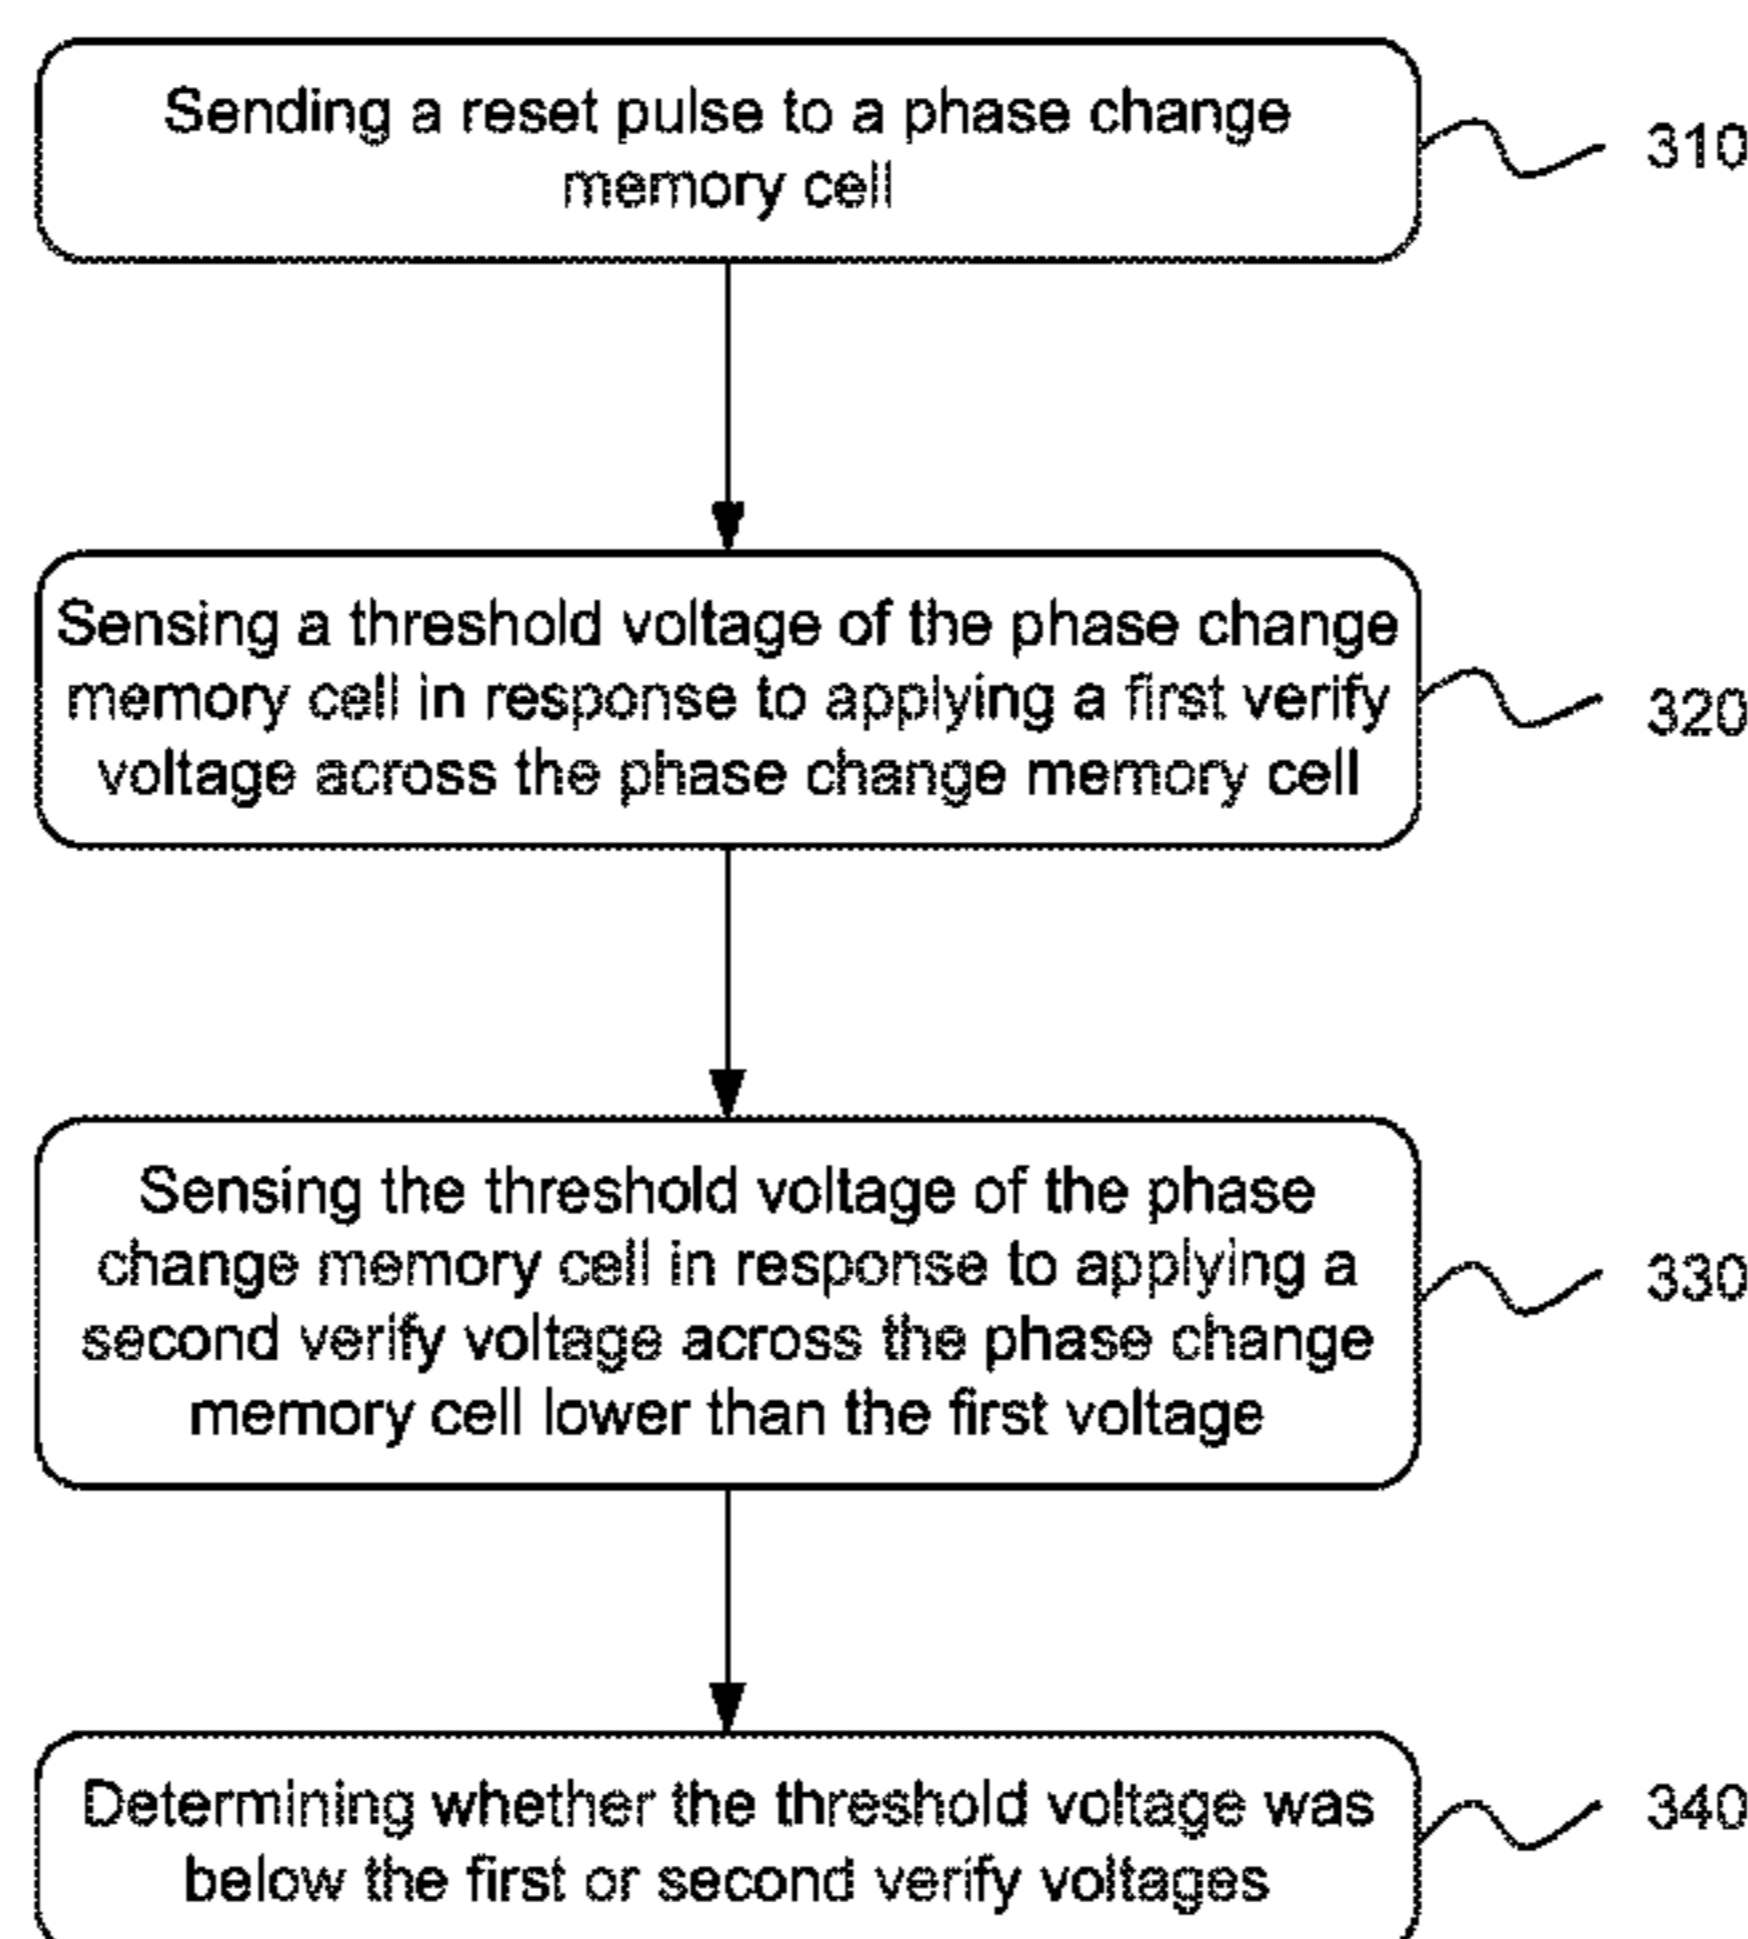 Sending a reset pulse to a phase change
memory cell
310
Sensing a threshold voltage of the phase change
memory cell in response to applying a first verify
voltage across the phase change memory cell
320
Sensing the threshold voltage of the phase
change memory cell in response to applying a
second verify voltage across the phase change
memory cell lower than the first voltage
330
Determining whether the threshold voltage was
below the first or second verify voltages
340